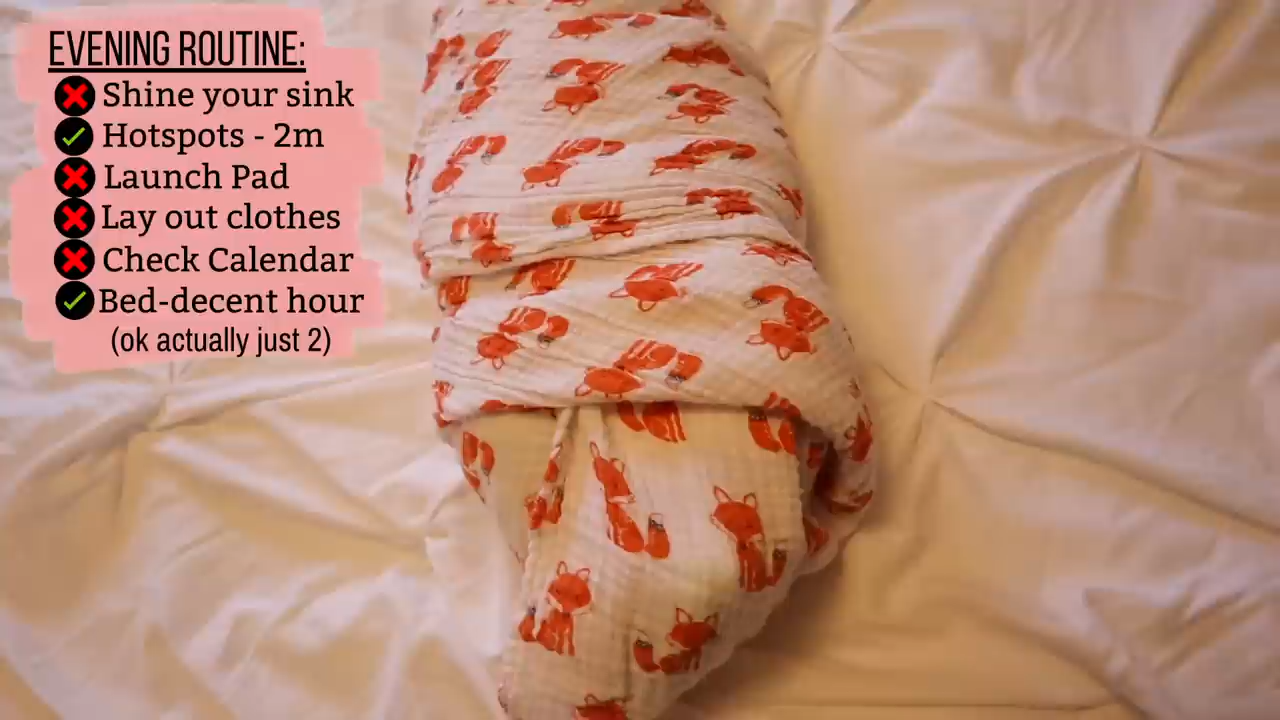 EVENING ROUTINE:
Shine your sink
Hotspots - 2m
Launch Pad
Lay out clothes
Check Calendar
Bed-decent hour
(ok actually just 2)